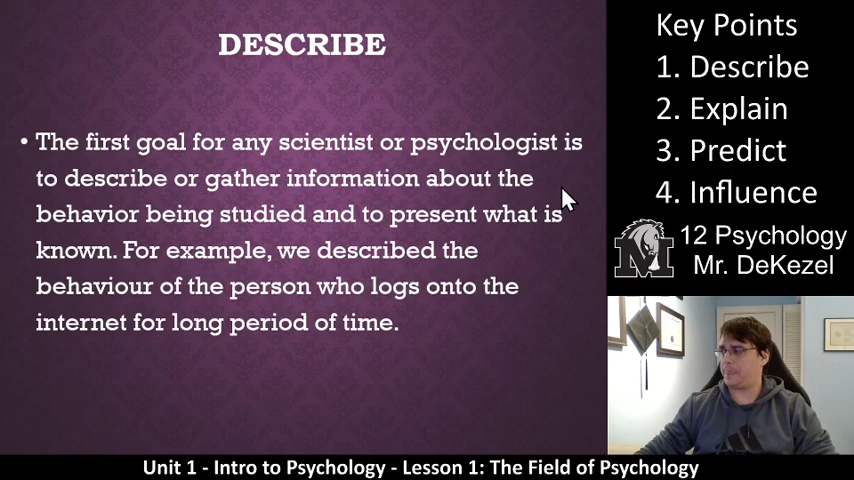 DESCRIBE
• The first goal for any scientist or psychologist is
to describe or gather information about the
behavior being studied and to present what is
known. For example, we described the
behaviour of the person who logs onto the
internet for long period of time.
Key Points
1. Describe
2. Explain
3. Predict
4. Influence
M
12 Psychology
Mr. DeKezel
Unit 1 - Intro to Psychology - Lesson 1: The Field of Psychology